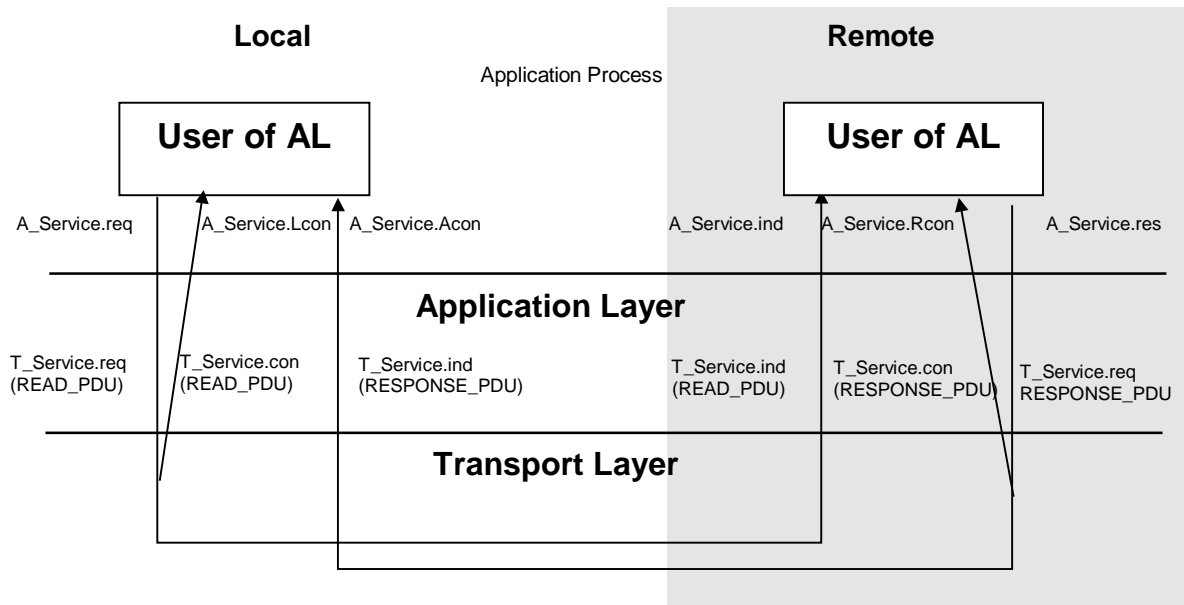 Local
Remote
Application Process
User of AL
User of AL
A_Service.req
A_Service.Lcon
A_Service.Acon
A_Service.ind
A_Service.Rcon
A_Service.res
Application Layer
T_Service.req
(READ_PDU)
T_Service.con
(READ_PDU)
T_Service.ind
(RESPONSE_PDU)
T_Service.ind
(READ_PDU)
T_Service.con
(RESPONSE_PDU)
T_Service.req
RESPONSE_PDU
Transport Layer